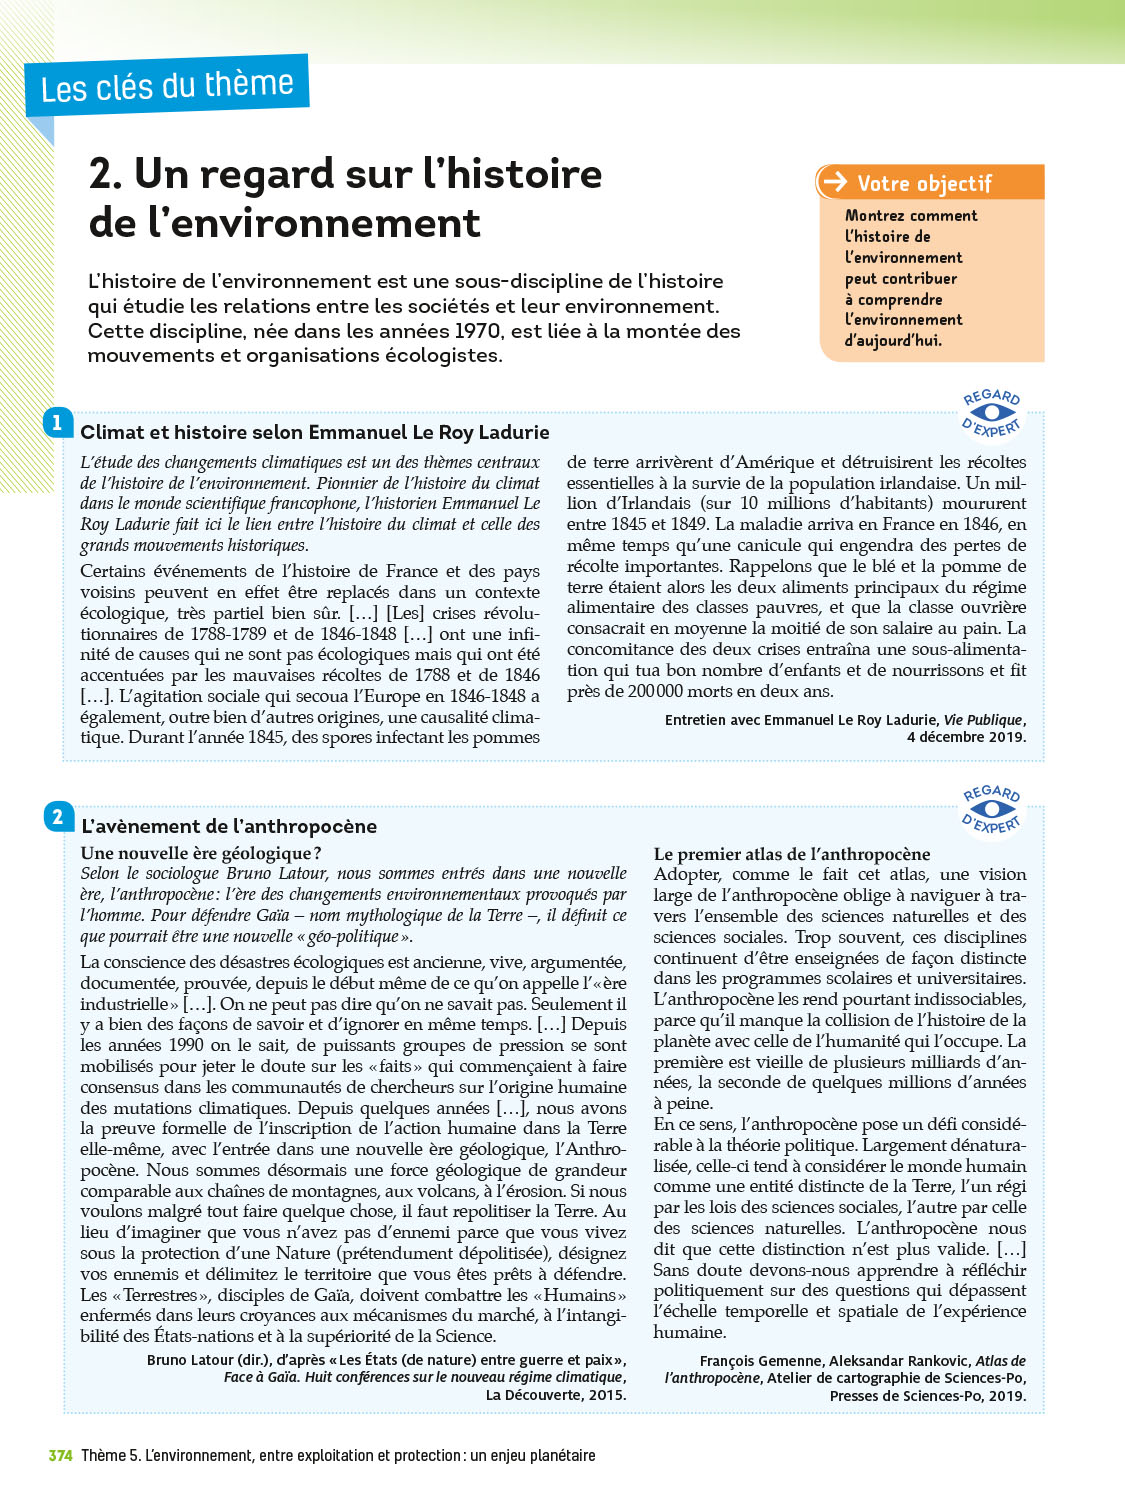 Les clés du thème
2. Un regard sur l'histoire
de l'environnement
L'histoire de l'environnement est une sous-discipline de l'histoire
qui étudie les relations entre les sociétés et leur environnement.
Cette discipline, née dans les années 1970, est liée à la montée des
mouvements et organisations écologistes.
→ Votre objectif
Montrez comment
l'histoire de
l'environnement
peut contribuer
à comprendre
l'environnement
d'aujourd'hui.
REGARD
D'EXPERT
1
Climat et histoire selon Emmanuel Le Roy Ladurie
L'étude des changements climatiques est un des thèmes centraux
de l'histoire de l'environnement. Pionnier de l'histoire du climat
dans le monde scientifique francophone, l'historien Emmanuel Le
Roy Ladurie fait ici le lien entre l'histoire du climat et celle des
grands mouvements historiques.
Certains événements de l'histoire de France et des pays
voisins peuvent en effet être replacés dans un contexte
écologique, très partiel bien sûr. […] [Les] crises révolu-
tionnaires de 1788-1789 et de 1846-1848 […] ont une infi-
nité de causes qui ne sont pas écologiques mais qui ont été
accentuées par les mauvaises récoltes de 1788 et de 1846
[…]. L'agitation sociale qui secoua l'Europe en 1846-1848 a
également, outre bien d'autres origines, une causalité clima-
tique. Durant l'année 1845, des spores infectant les pommes
de terre arrivèrent d'Amérique et détruisirent les récoltes
essentielles à la survie de la population irlandaise. Un mil-
lion d'Irlandais (sur 10 millions d'habitants) moururent
entre 1845 et 1849. La maladie arriva en France en 1846, en
même temps qu'une canicule qui engendra des pertes de
récolte importantes. Rappelons que le blé et la pomme de
terre étaient alors les deux aliments principaux du régime
alimentaire des classes pauvres, et que la classe ouvrière
consacrait en moyenne la moitié de son salaire au pain. La
concomitance des deux crises entraîna une sous-alimenta-
tion qui tua bon nombre d'enfants et de nourrissons et fit
près de 200 000 morts en deux ans.
Entretien avec Emmanuel Le Roy Ladurie, Vie Publique,
4 décembre 2019.
REGARD
D'EXPERT
2
L'avènement de l'anthropocène
Une nouvelle ère géologique ?
Selon le sociologue Bruno Latour, nous sommes entrés dans une nouvelle
ère, l'anthropocène : l'ère des changements environnementaux provoqués par
l'homme. Pour défendre Gaïa – nom mythologique de la Terre –, il définit ce
que pourrait être une nouvelle « géo-politique ».
La conscience des désastres écologiques est ancienne, vive, argumentée,
documentée, prouvée, depuis le début même de ce qu'on appelle l'« ère
industrielle » […]. On ne peut pas dire qu'on ne savait pas. Seulement il
y a bien des façons de savoir et d'ignorer en même temps. […] Depuis
les années 1990 on le sait, de puissants groupes de pression se sont
mobilisés pour jeter le doute sur les « faits » qui commençaient à faire
consensus dans les communautés de chercheurs sur l'origine humaine
des mutations climatiques. Depuis quelques années […], nous avons
la preuve formelle de l'inscription de l'action humaine dans la Terre
elle-même, avec l'entrée dans une nouvelle ère géologique, l'Anthro-
pocène. Nous sommes désormais une force géologique de grandeur
comparable aux chaînes de montagnes, aux volcans, à l'érosion. Si nous
voulons malgré tout faire quelque chose, il faut repolitiser la Terre. Au
lieu d'imaginer que vous n'avez pas d'ennemi parce que vous vivez
sous la protection d'une Nature (prétendument dépolitisée), désignez
vos ennemis et délimitez le territoire que vous êtes prêts à défendre.
Les « Terrestres », disciples de Gaïa, doivent combattre les « Humains »
enfermés dans leurs croyances aux mécanismes du marché, à l'intangi-
bilité des États-nations et à la supériorité de la Science.
Bruno Latour (dir.), d'après « Les États (de nature) entre guerre et paix »,
Face à Gaïa. Huit conférences sur le nouveau régime climatique,
La Découverte, 2015.
Le premier atlas de l'anthropocène
Adopter, comme le fait cet atlas, une vision
large de l'anthropocène oblige à naviguer à tra-
vers l'ensemble des sciences naturelles et des
sciences sociales. Trop souvent, ces disciplines
continuent d'être enseignées de façon distincte
dans les programmes scolaires et universitaires.
L'anthropocène les rend pourtant indissociables,
parce qu'il manque la collision de l'histoire de la
planète avec celle de l'humanité qui l'occupe. La
première est vieille de plusieurs milliards d'an-
nées, la seconde de quelques millions d'années
à peine.
En ce sens, l'anthropocène pose un défi considé-
rable à la théorie politique. Largement dénatura-
lisée, celle-ci tend à considérer le monde humain
comme une entité distincte de la Terre, l'un régi
par les lois des sciences sociales, l'autre par celle
des sciences naturelles. L'anthropocène nous
dit que cette distinction n'est plus valide. […]
Sans doute devons-nous apprendre à réfléchir
politiquement sur des questions qui dépassent
l'échelle temporelle et spatiale de l'expérience
humaine.
François Gemenne, Aleksandar Rankovic, Atlas de
l'anthropocène, Atelier de cartographie de Sciences-Po,
Presses de Sciences-Po, 2019.
374 Thème 5. L'environnement, entre exploitation et protection : un enjeu planétaire